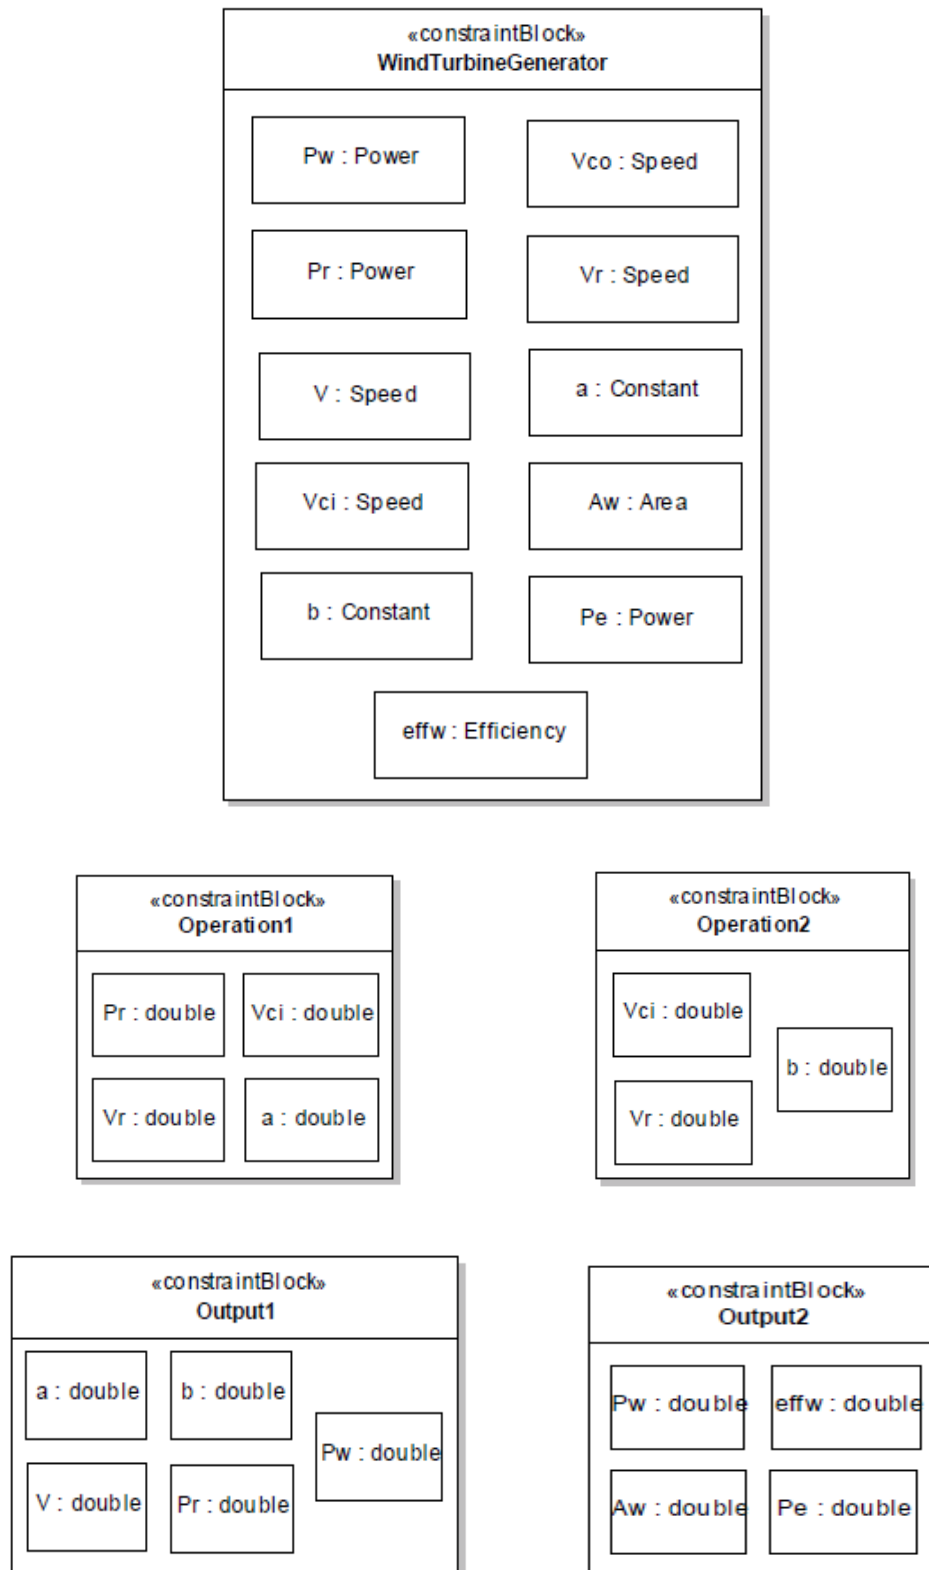 «constraintBlock»
WindTurbineGenerator
Pw : Power
Vco : Speed
Pr : Power
Vr : Speed
V : Speed
a : Constant
Vci : Speed
Aw : Area
b : Constant
Pe : Power
effw : Efficiency
«constraintBlock»
Operation1
Pr : double
Vci : double
Vr : double
a : double
«constraintBlock»
Operation2
Vci : double
b : double
Vr : double
«constraintBlock»
Output1
a : double
b : double
Pw : double
V : double
Pr : double
«constraintBlock»
Output2
Pw : double
effw : double
Aw : double
Pe : double